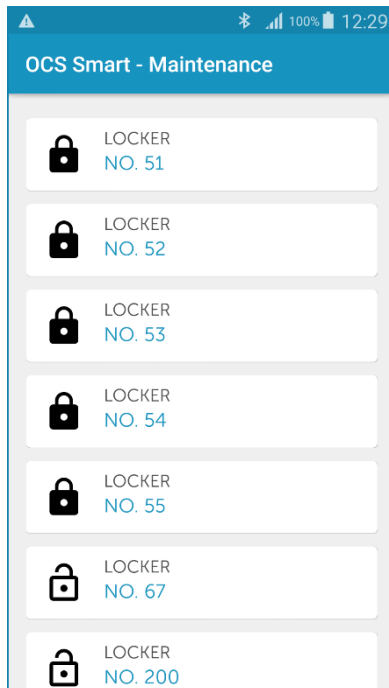 100% 12:29
OCS Smart - Maintenance
LOCKER
NO. 51
LOCKER
NO. 52
LOCKER
NO. 53
LOCKER
NO. 54
LOCKER
NO. 55
LOCKER
NO. 67
LOCKER
NO. 200